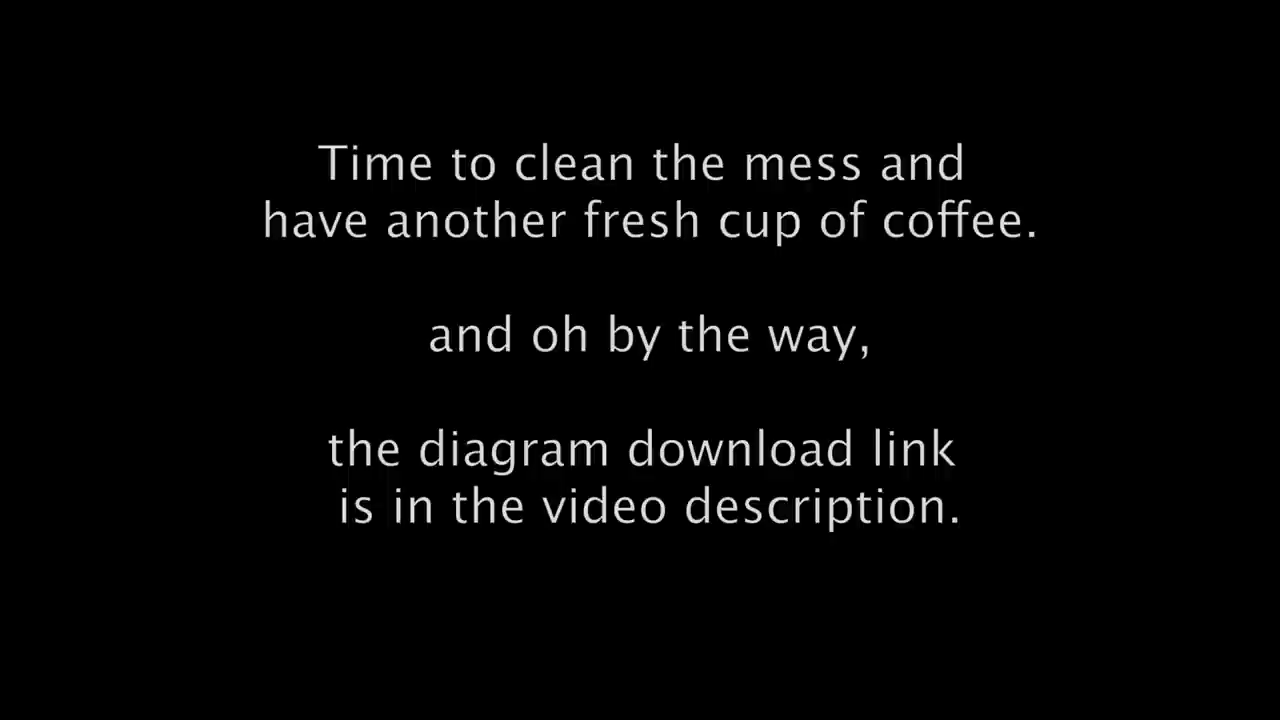 Time to clean the mess and
have another fresh cup of coffee.
and oh by the way,
the diagram download link
is in the video description.